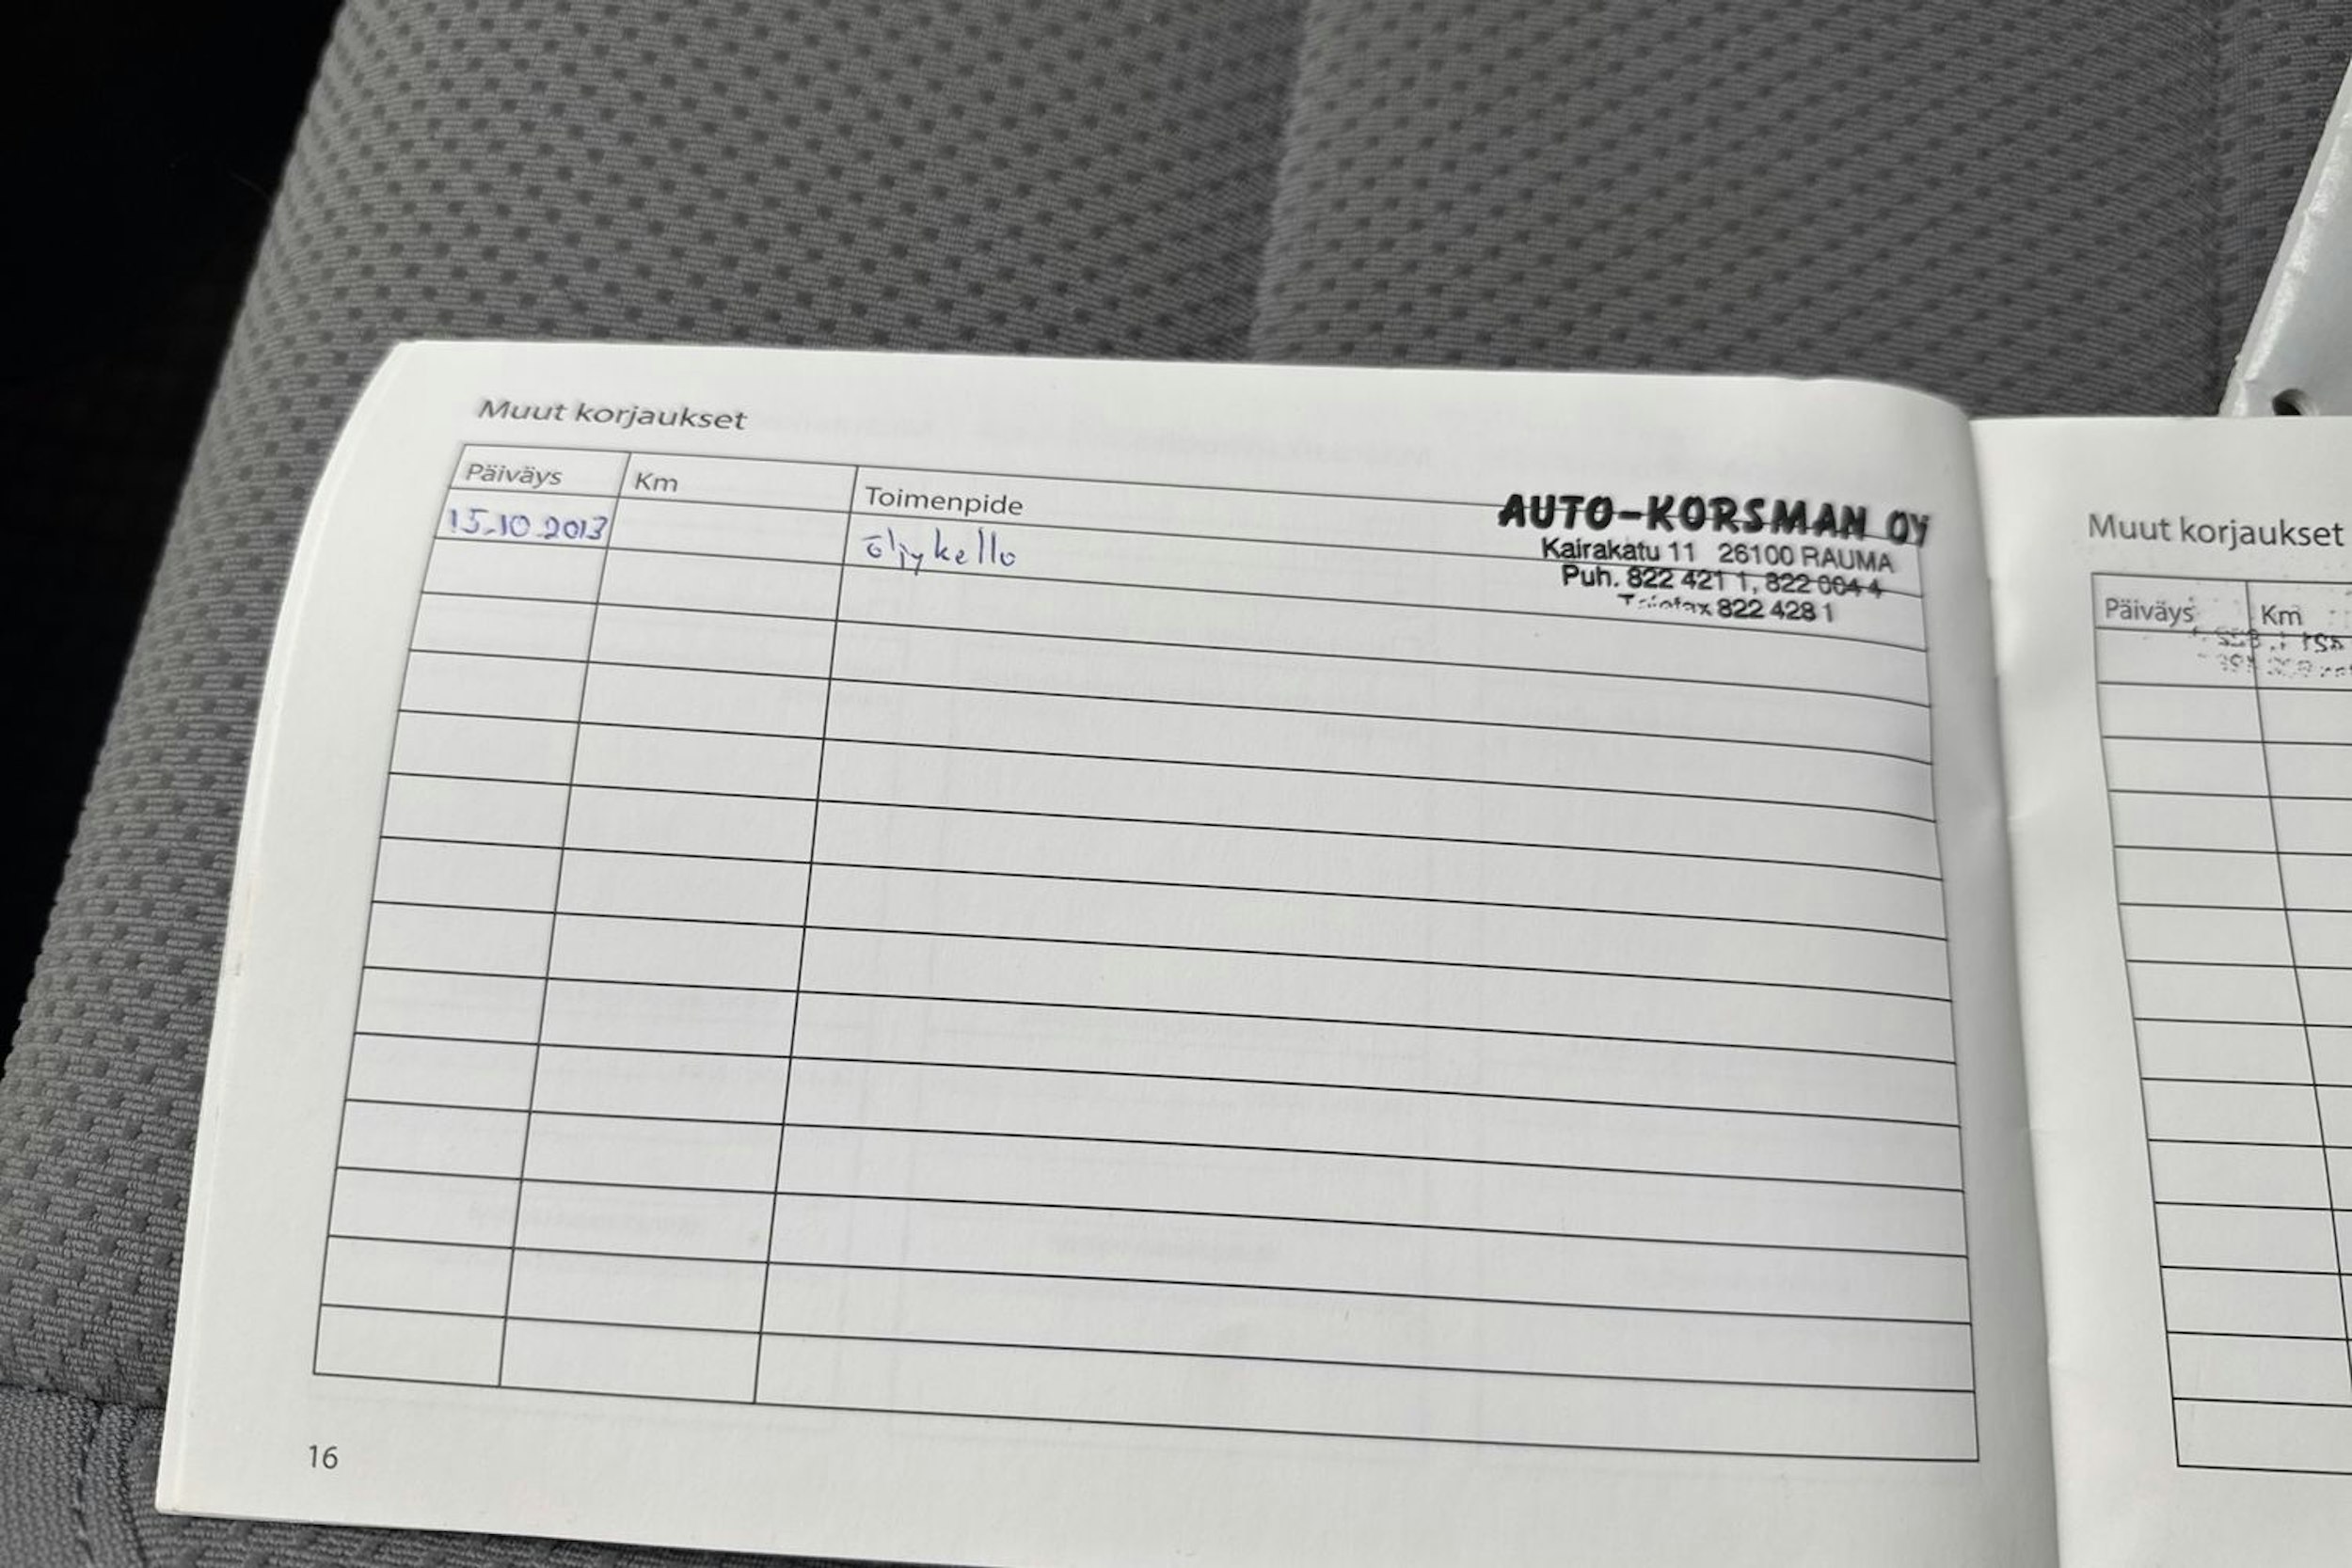 Muut korjaukset
Päiväys Km Toimenpide
15.10.2013 öljykello
AUTO-KORSMAN OY
Kairakatu 11 26100 RAUMA
Puh. 822 421 1, 822 004 4
Telefax 822 428 1
16
Muut korjaukset
Päiväys Km